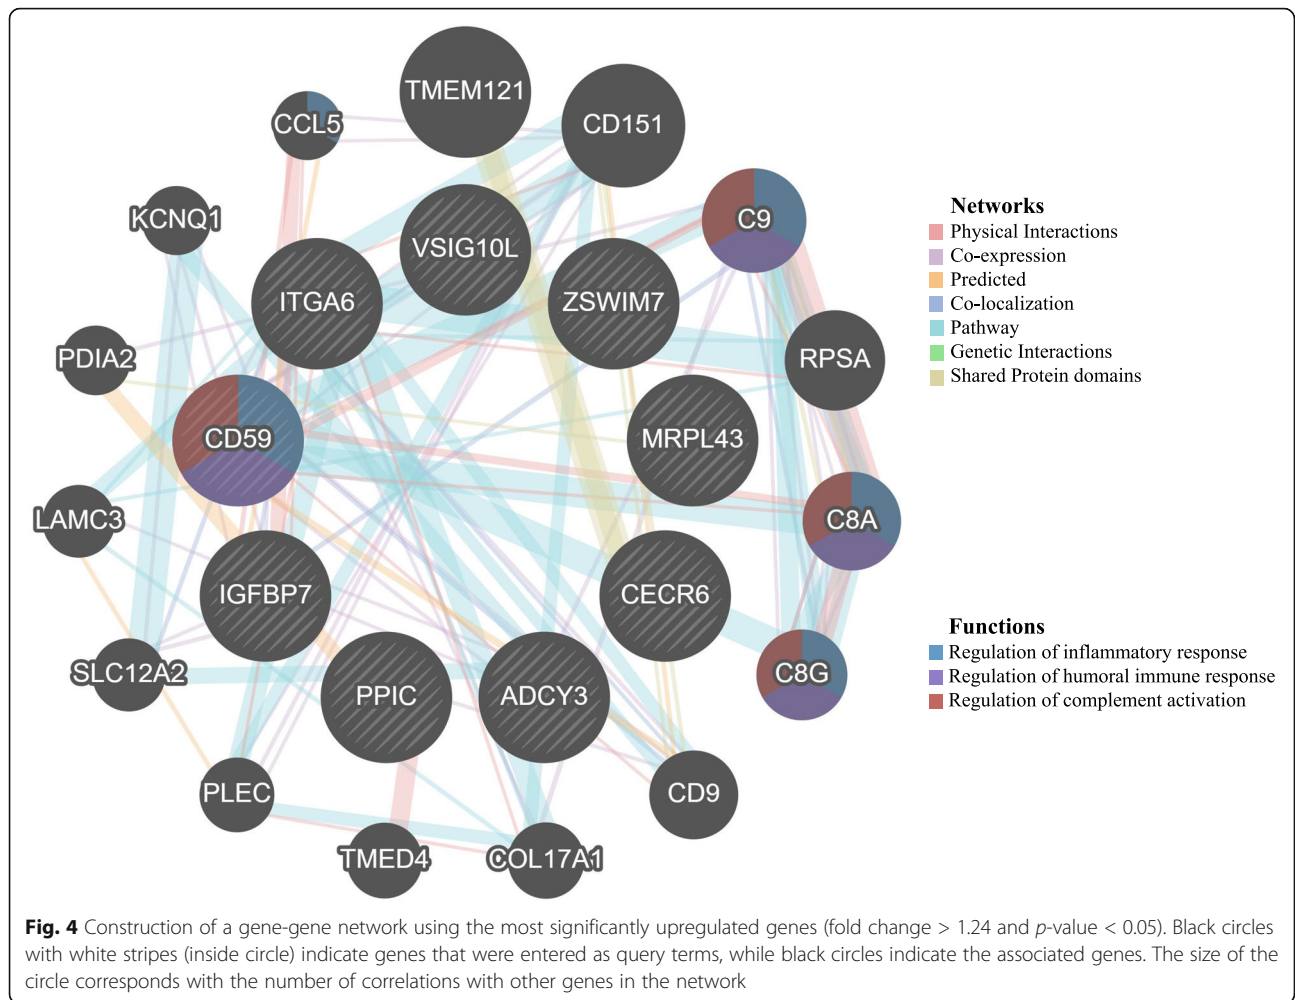 TMEM121
CCL5
CD151
KCNQ1
C9
VSIG10L
ITGA6
ZSWIM7
PDIA2
RPSA
CD59
MRPL43
LAMC3
C8A
IGFBP7
CECR6
SLC12A2
C8G
PPIC
ADCY3
PLEC
CD9
TMED4
COL17A1
Networks
Physical Interactions
Co-expression
Predicted
Co-localization
Pathway
Genetic Interactions
Shared Protein domains
Functions
Regulation of inflammatory response
Regulation of humoral immune response
Regulation of complement activation
Fig. 4 Construction of a gene-gene network using the most significantly upregulated genes (fold change > 1.24 and p-value < 0.05). Black circles
with white stripes (inside circle) indicate genes that were entered as query terms, while black circles indicate the associated genes. The size of the
circle corresponds with the number of correlations with other genes in the network